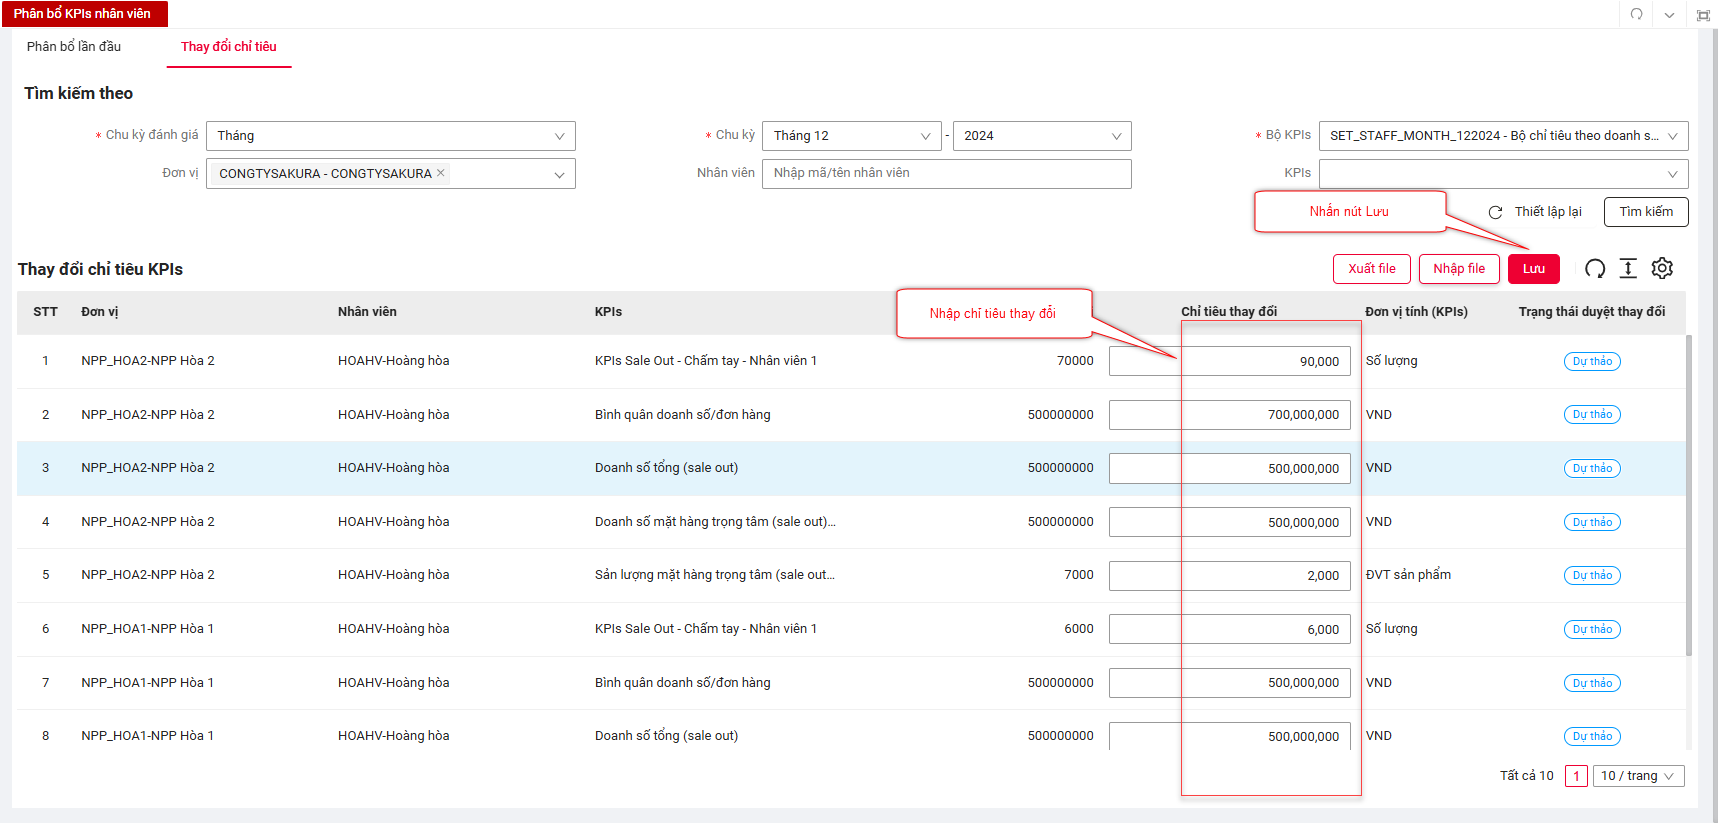 Phân bổ KPIs nhân viên
Phân bổ lần đầu
Thay đổi chỉ tiêu
Tìm kiếm theo
* Chu kỳ đánh giá
Tháng
* Chu kỳ
Tháng 12 - 2024
* Bộ KPIs
SET_STAFF_MONTH_122024 - Bộ chỉ tiêu theo doanh s...
Đơn vị
CONGTYSAKURA - CONGTYSAKURA ×
Nhân viên
Nhập mã/tên nhân viên
KPIs
Nhấn nút Lưu
Thiết lập lại
Tìm kiếm
Thay đổi chỉ tiêu KPIs
Xuất file
Nhập file
Lưu
STT Đơn vị Nhân viên KPIs Chỉ tiêu thay đổi Đơn vị tính (KPIs) Trạng thái duyệt thay đổi
Nhập chỉ tiêu thay đổi
1 NPP_HOA2-NPP Hòa 2 HOAHV-Hoàng hòa KPIs Sale Out - Chấm tay - Nhân viên 1 70000 90,000 Số lượng Dự thảo
2 NPP_HOA2-NPP Hòa 2 HOAHV-Hoàng hòa Bình quân doanh số/đơn hàng 500000000 700,000,000 VND Dự thảo
3 NPP_HOA2-NPP Hòa 2 HOAHV-Hoàng hòa Doanh số tổng (sale out) 500000000 500,000,000 VND Dự thảo
4 NPP_HOA2-NPP Hòa 2 HOAHV-Hoàng hòa Doanh số mặt hàng trọng tâm (sale out)... 500000000 500,000,000 VND Dự thảo
5 NPP_HOA2-NPP Hòa 2 HOAHV-Hoàng hòa Sản lượng mặt hàng trọng tâm (sale out... 7000 2,000 ĐVT sản phẩm Dự thảo
6 NPP_HOA1-NPP Hòa 1 HOAHV-Hoàng hòa KPIs Sale Out - Chấm tay - Nhân viên 1 6000 6,000 Số lượng Dự thảo
7 NPP_HOA1-NPP Hòa 1 HOAHV-Hoàng hòa Bình quân doanh số/đơn hàng 500000000 500,000,000 VND Dự thảo
8 NPP_HOA1-NPP Hòa 1 HOAHV-Hoàng hòa Doanh số tổng (sale out) 500000000 500,000,000 VND Dự thảo
Tất cả 10 1 10 / trang